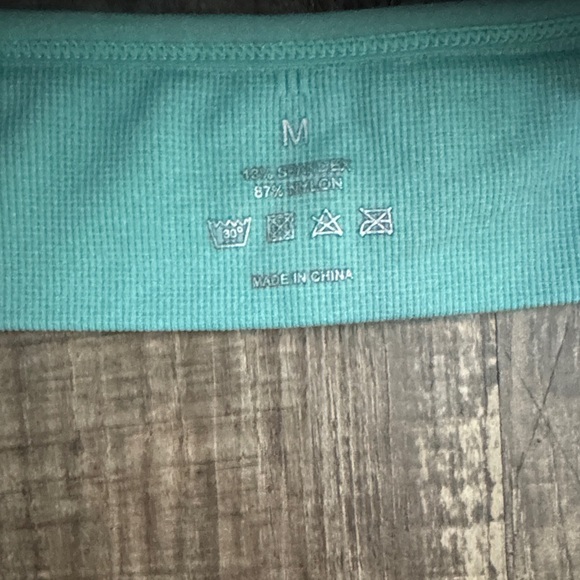 M
13% SPANDEX
87% NYLON
30°
MADE IN CHINA